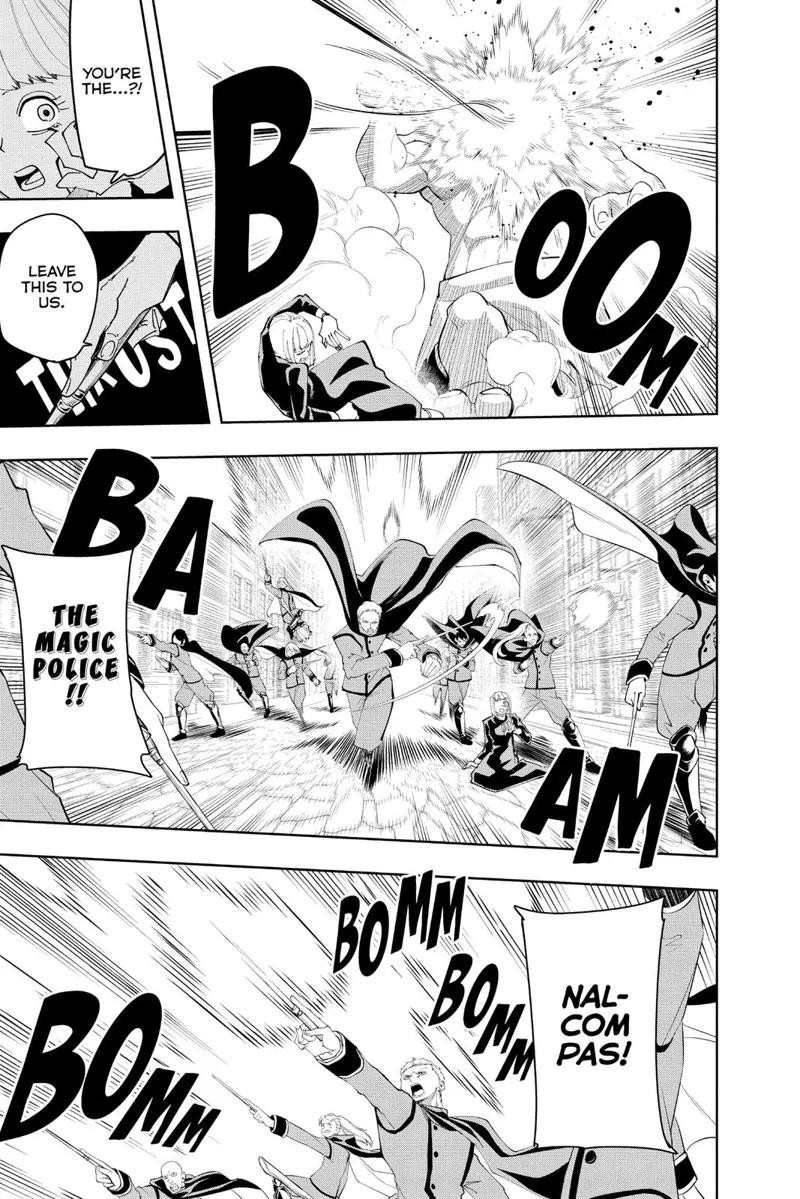 BOOM
YOU'RE
THE...?!
LEAVE
THIS TO
US.
THRUST
BA
AM
THE
MAGIC
POLICE
!!
NAL-
COM
PAS!
BOMM
BOMM
BOMM